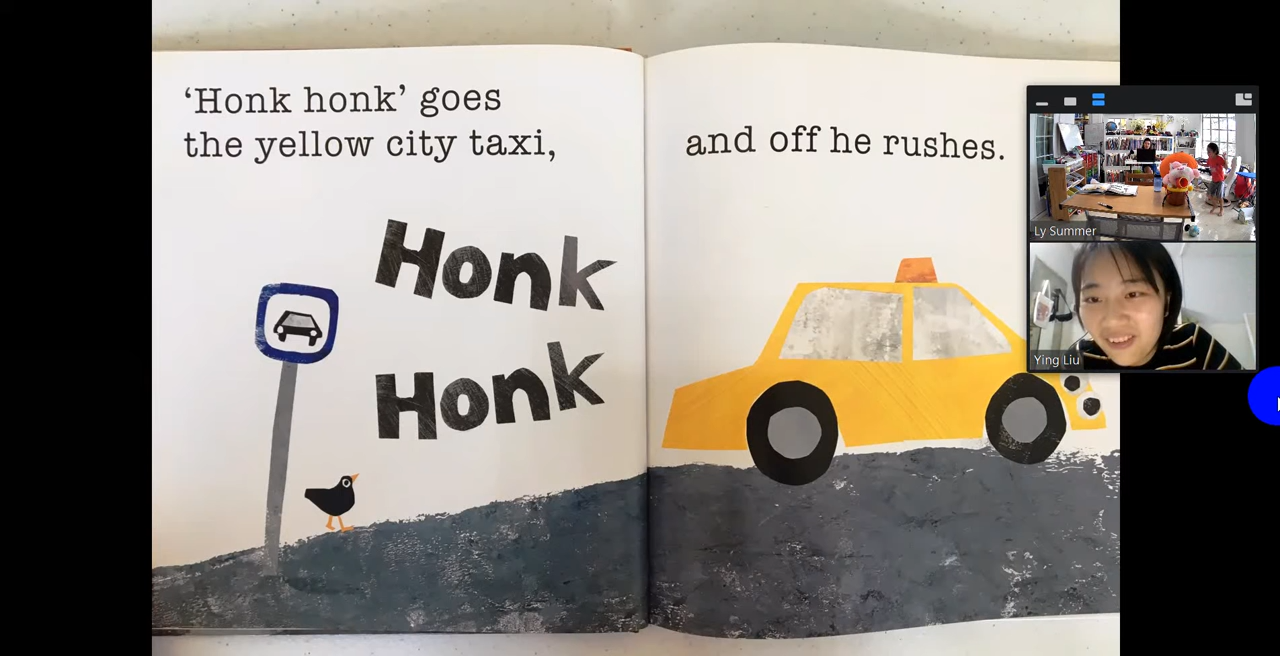 ‘Honk honk’ goes
the yellow city taxi,
Honk
Honk
and off he rushes.
Ly Summer
Ying Liu